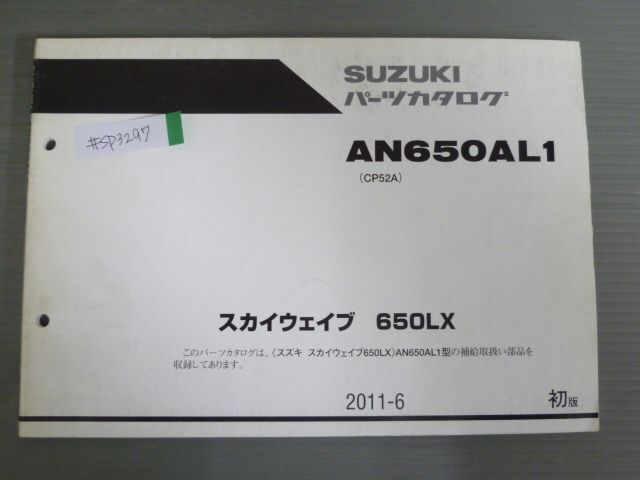 SUZUKI
パーツカタログ
#SP3297
AN650AL1
(CP52A)
スカイウェイブ 650LX
このパーツカタログは、《スズキ スカイウェイブ650LX》AN650AL1型の補給取扱い部品を
収録してあります。
2011-6
初版